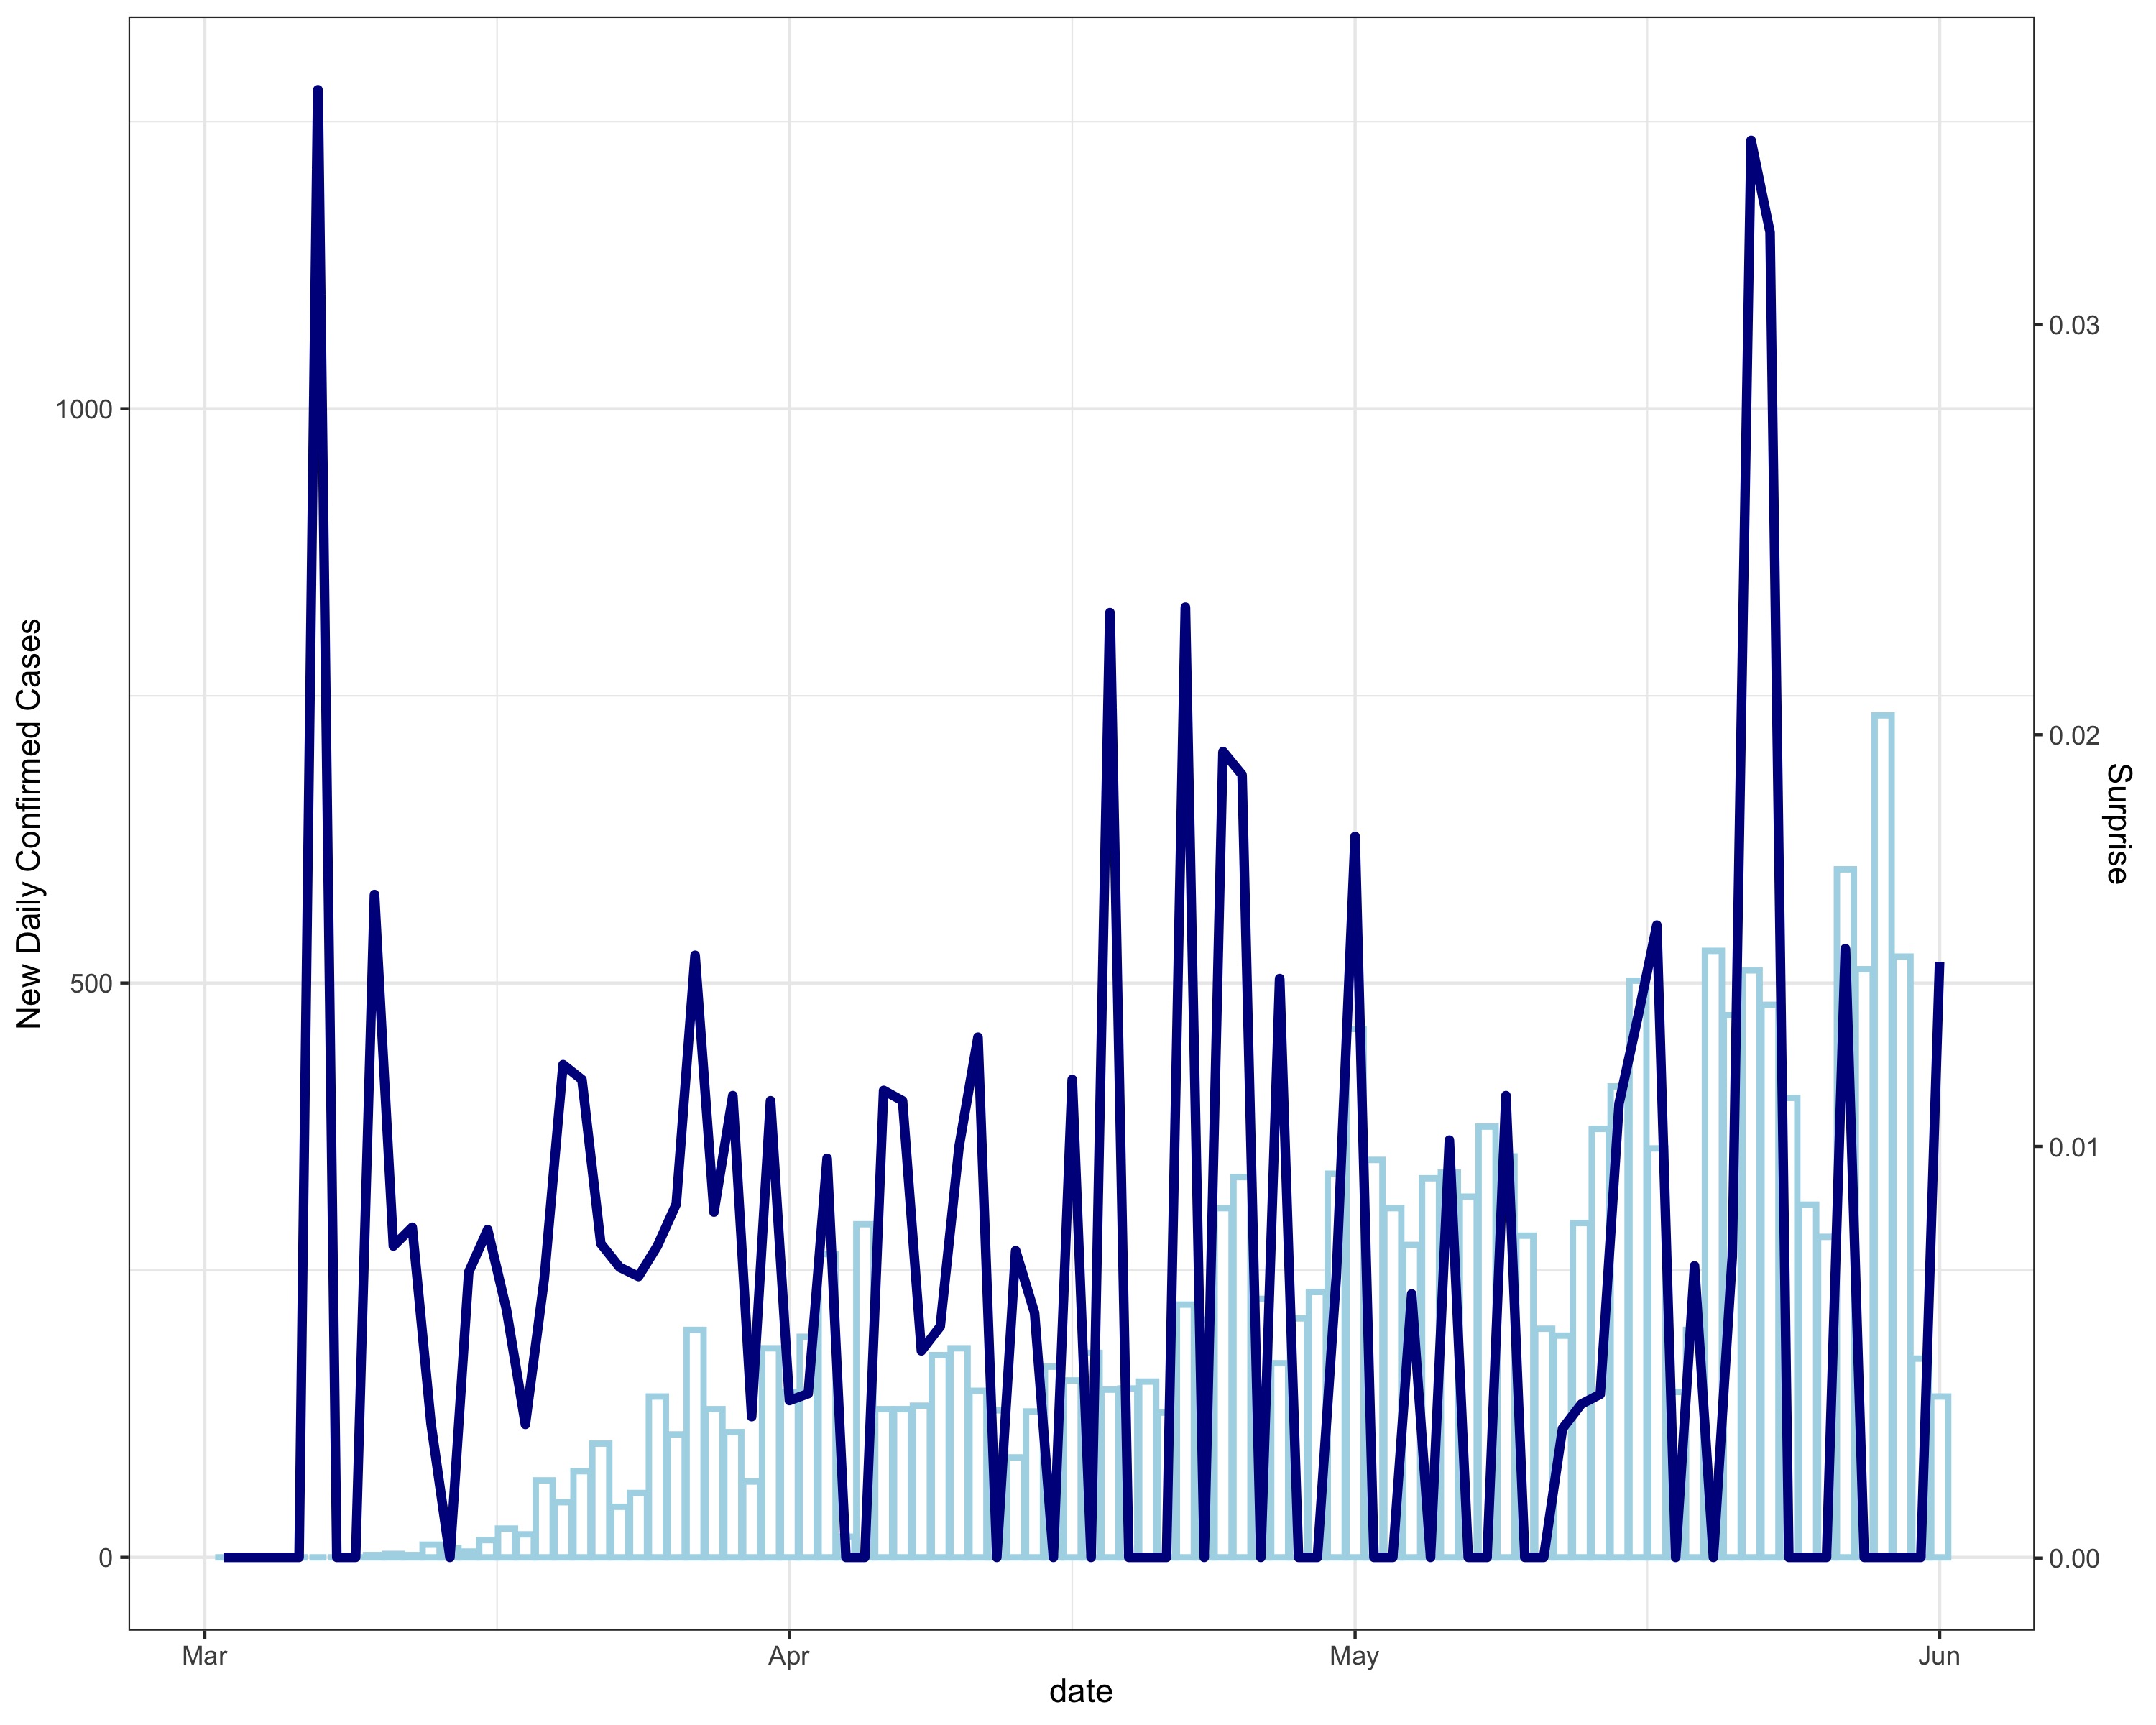 New Daily Confirmed Cases
1000
500
0
0.03
0.02
0.01
0.00
Surprise
Mar
Apr
May
Jun
date